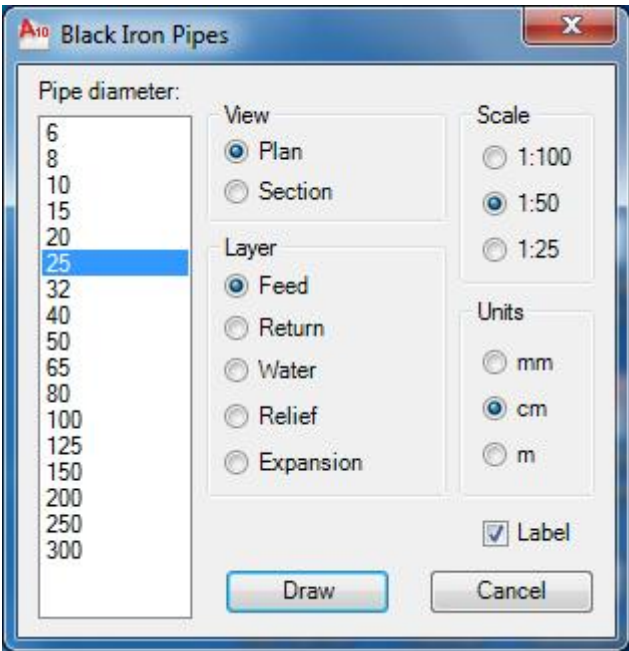 A10 Black Iron Pipes
Pipe diameter:
6
8
10
15
20
25
32
40
50
65
80
100
125
150
200
250
300
View
Plan
Section
Layer
Feed
Return
Water
Relief
Expansion
Scale
1:100
1:50
1:25
Units
mm
cm
m
Label
Draw
Cancel